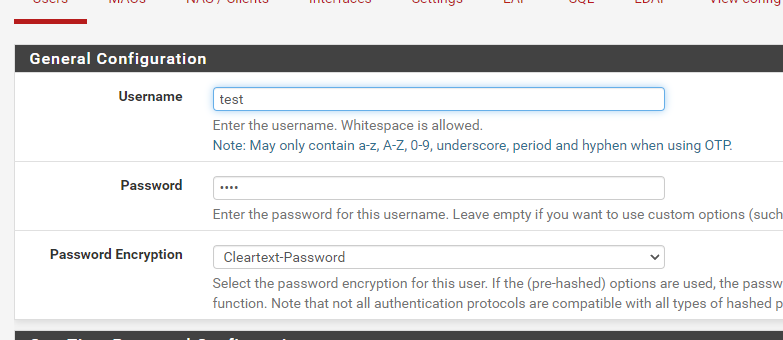 Users MACs NAS / Clients Interfaces Settings EAP SQL LDAP View config
General Configuration
Username
test
Enter the username. Whitespace is allowed.
Note: May only contain a-z, A-Z, 0-9, underscore, period and hyphen when using OTP.
Password
••••
Enter the password for this username. Leave empty if you want to use custom options (such
Password Encryption
Cleartext-Password
Select the password encryption for this user. If the (pre-hashed) options are used, the passw
function. Note that not all authentication protocols are compatible with all types of hashed p